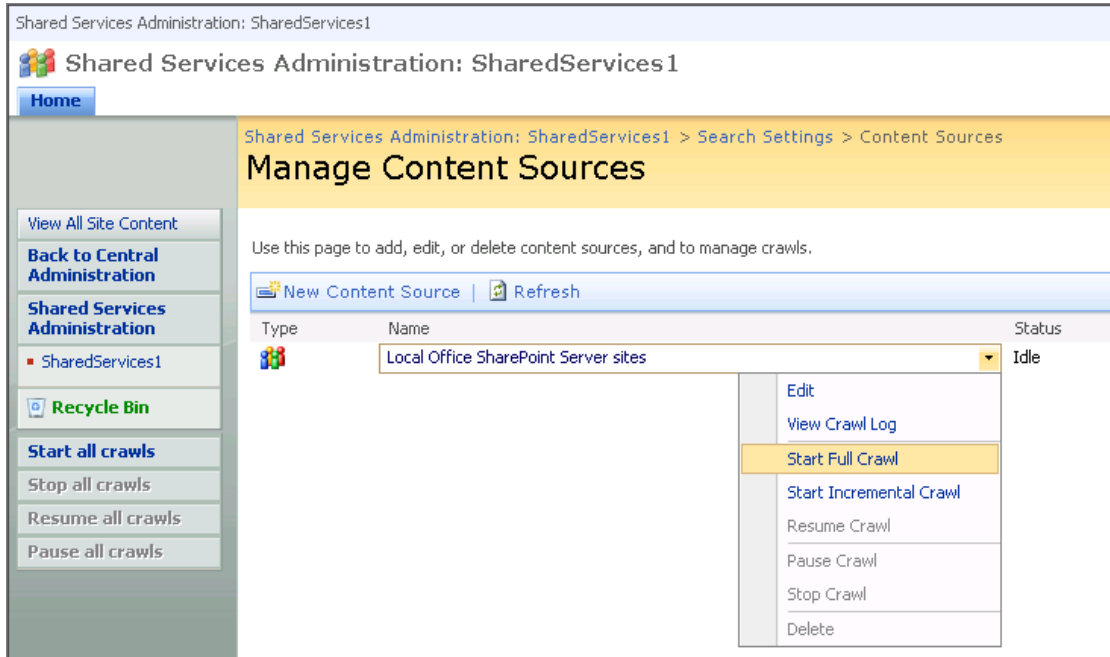 Shared Services Administration: SharedServices1
Shared Services Administration: SharedServices1
Home
Shared Services Administration: SharedServices1 > Search Settings > Content Sources
Manage Content Sources
View All Site Content
Back to Central
Administration
Shared Services
Administration
SharedServices1
Recycle Bin
Start all crawls
Stop all crawls
Resume all crawls
Pause all crawls
Use this page to add, edit, or delete content sources, and to manage crawls.
New Content Source | Refresh
Type Name Status
Local Office SharePoint Server sites Idle
Edit
View Crawl Log
Start Full Crawl
Start Incremental Crawl
Resume Crawl
Pause Crawl
Stop Crawl
Delete